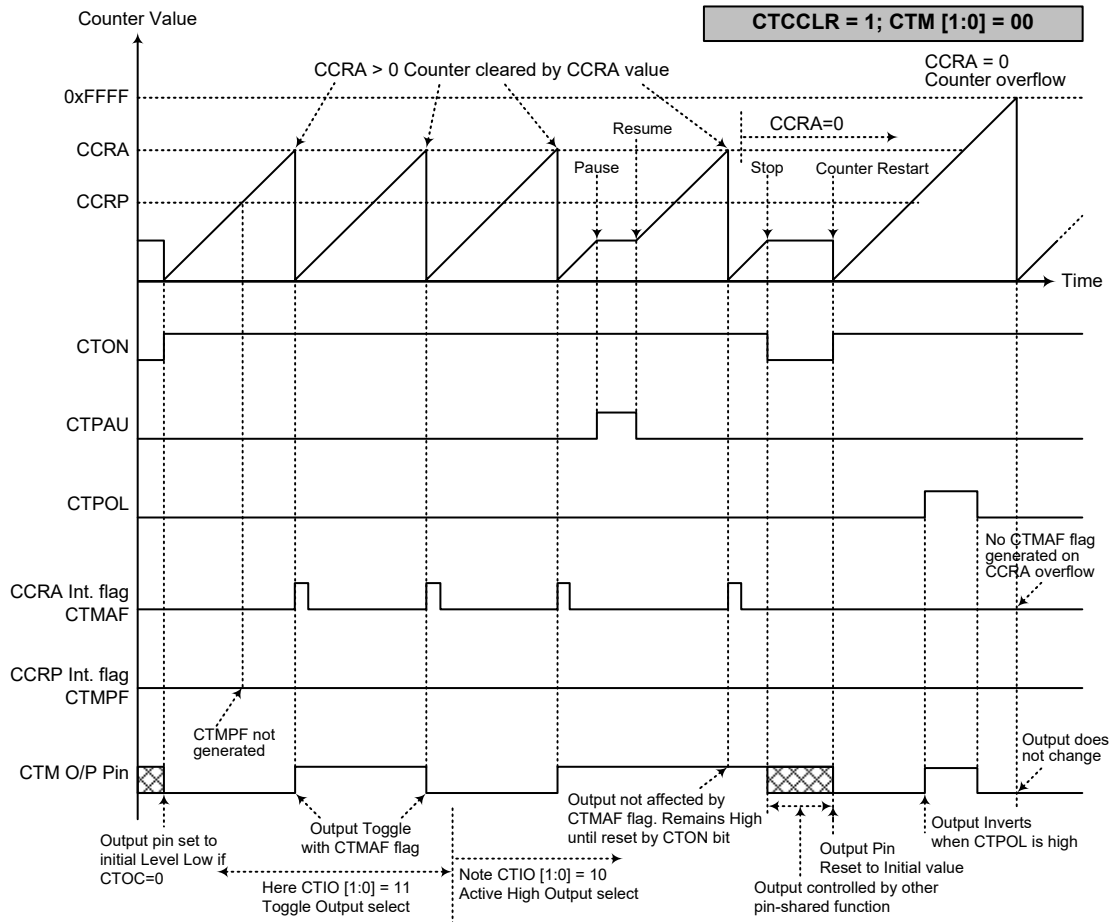 Counter Value
CTCCLR = 1; CTM [1:0] = 00
CCRA > 0 Counter cleared by CCRA value
CCRA = 0
Counter overflow
0xFFFF
Resume
CCRA=0
CCRA
Pause
Stop
Counter Restart
CCRP
Time
CTON
CTPAU
CTPOL
No CTMAF flag
generated on
CCRA overflow
CCRA Int. flag
CTMAF
CCRP Int. flag
CTMPF
CTMPF not
generated
Output does
not change
CTM O/P Pin
Output pin set to
initial Level Low if
CTOC=0
Output Toggle
with CTMAF flag
Output not affected by
CTMAF flag. Remains High
until reset by CTON bit
Output Inverts
when CTPOL is high
Output Pin
Reset to Initial value
Here CTIO [1:0] = 11
Toggle Output select
Note CTIO [1:0] = 10
Active High Output select
Output controlled by other
pin-shared function